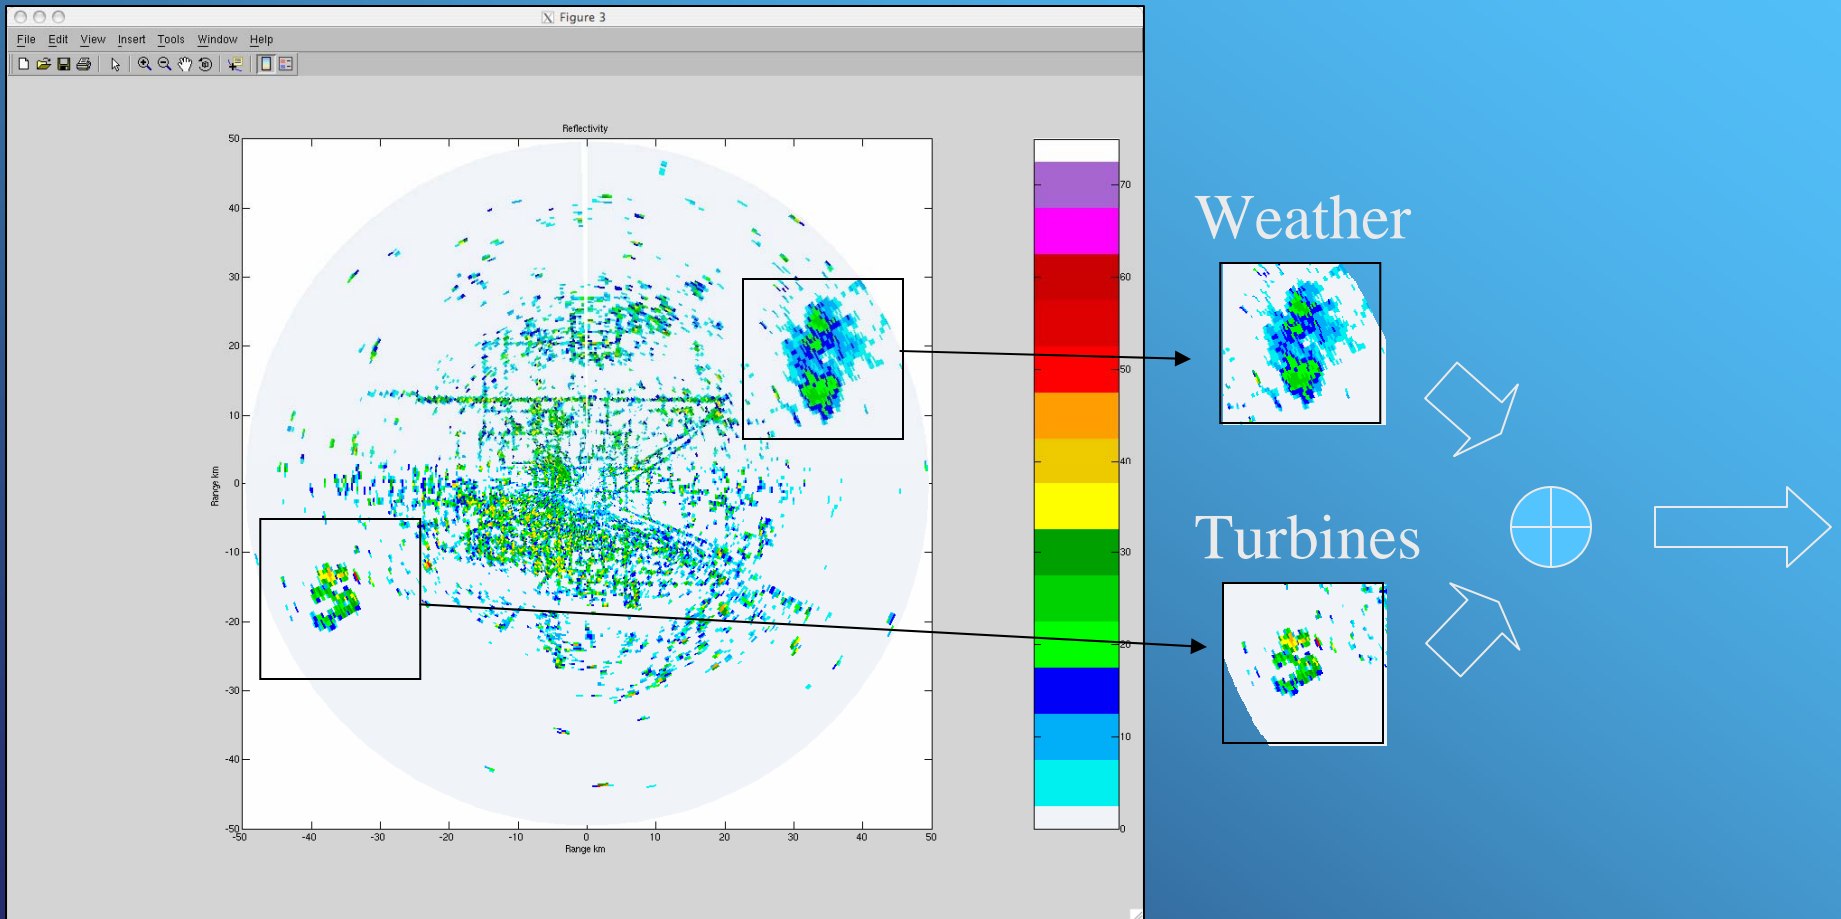 Figure 3
File Edit View Insert Tools Window Help
Reflectivity
50
40
30
20
10
0
-10
-20
-30
-40
-50
-50 -40 -30 -20 -10 0 10 20 30 40 50
Range km
Range km
70
60
50
40
30
20
10
0
Weather
Turbines